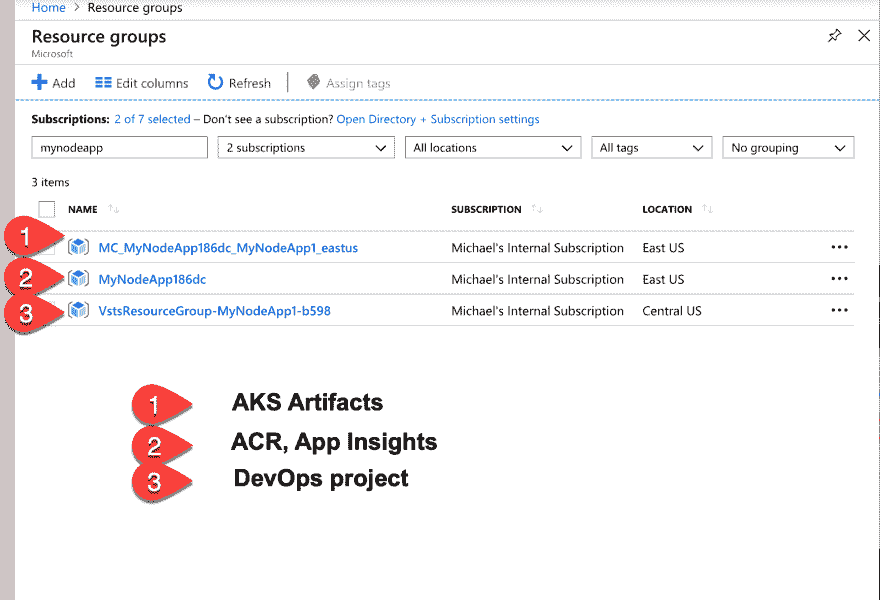 Home > Resource groups
Resource groups
Microsoft
Add Edit columns Refresh Assign tags
Subscriptions: 2 of 7 selected – Don't see a subscription? Open Directory + Subscription settings
mynodeapp 2 subscriptions All locations All tags No grouping
3 items
NAME SUBSCRIPTION LOCATION
1 MC_MyNodeApp186dc_MyNodeApp1_eastus Michael's Internal Subscription East US
2 MyNodeApp186dc Michael's Internal Subscription East US
3 VstsResourceGroup-MyNodeApp1-b598 Michael's Internal Subscription Central US
1 AKS Artifacts
2 ACR, App Insights
3 DevOps project